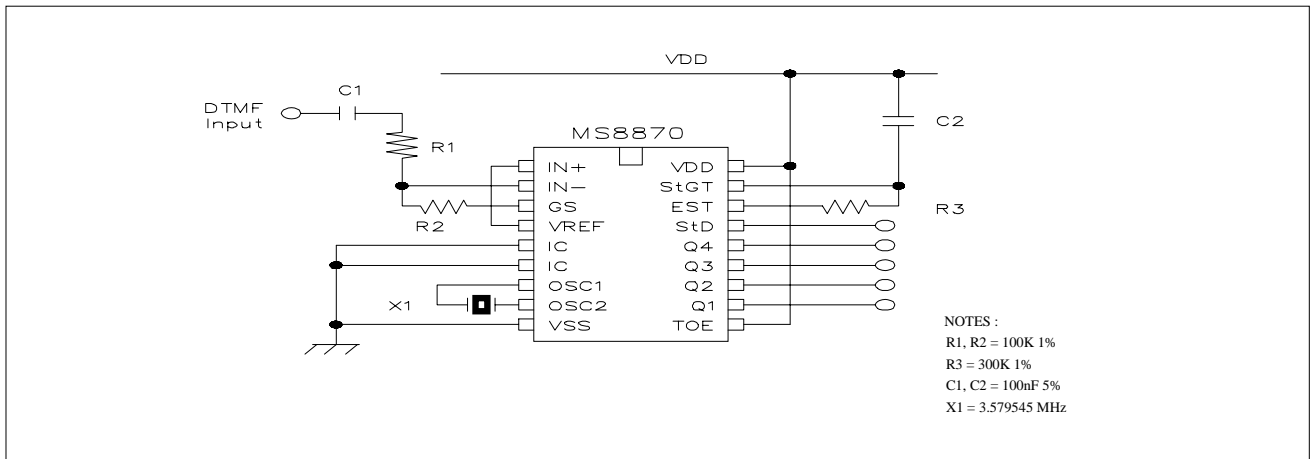 VDD
C1
DTMF
Input
C2
MS8870
R1
IN+
VDD
IN−
StGT
GS
EST
R3
R2
VREF
StD
IC
Q4
IC
Q3
OSC1
Q2
X1
OSC2
Q1
VSS
TOE
NOTES :
R1, R2 = 100K 1%
R3 = 300K 1%
C1, C2 = 100nF 5%
X1 = 3.579545 MHz